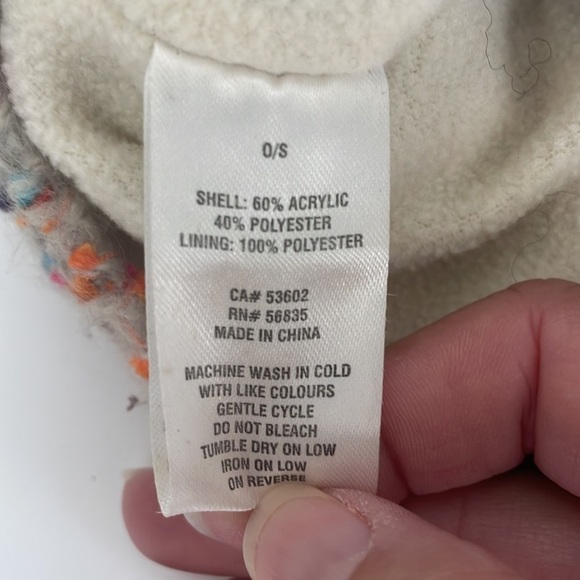 O/S
SHELL: 60% ACRYLIC
40% POLYESTER
LINING: 100% POLYESTER
CA# 53602
RN# 56835
MADE IN CHINA
MACHINE WASH IN COLD
WITH LIKE COLOURS
GENTLE CYCLE
DO NOT BLEACH
TUMBLE DRY ON LOW
IRON ON LOW
ON REVERSE